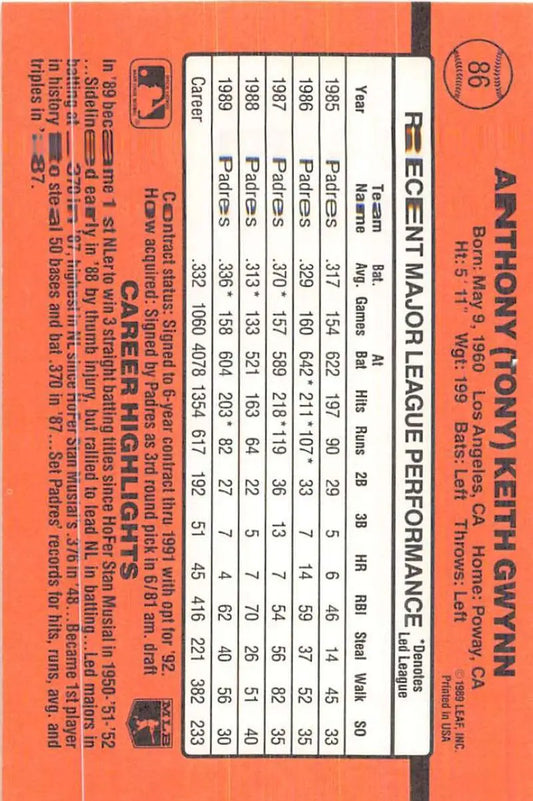 86
ANTHONY (TONY) KEITH GWYNN
Born: May 9, 1960 Los Angeles, CA Home: Poway, CA
Ht: 5' 11" Wgt: 199 Bats: Left Throws: Left
© 1989 LEAF, INC.
Printed in USA
RECENT MAJOR LEAGUE PERFORMANCE *Denotes Led League
Year Team Name Bat. Avg. Games At Bat Hits Runs 2B 3B HR RBI Steal Walk SO
1985 Padres .317 154 622 197 90 29 5 6 46 14 45 33
1986 Padres .329 160 642* 211* 107* 33 7 14 59 37 52 35
1987 Padres .370* 157 589 218* 119 36 13 7 54 56 82 35
1988 Padres .313* 133 521 163 64 22 5 7 70 26 51 40
1989 Padres .336* 158 604 203* 82 27 7 4 62 40 56 30
Career .332 1060 4078 1354 617 192 51 45 416 221 382 233
Contract status: Signed to 6-year contract thru 1991 with opt for '92.
How acquired: Signed by Padres as 3rd round pick in 6/81 am. draft
CAREER HIGHLIGHTS
MLB
In '89 became 1st NLer to win 3 straight batting titles since HoFer Stan Musial in 1950-'51-'52
...Sidelined early in '88 by thumb injury, but rallied to lead NL in batting...Led majors in
batting at .370 in '87, highest in NL since HoFer Stan Musial's .376 in '48...Became 1st player
in history to steal 50 bases and bat .370 in '87...Set Padres' records for hits, runs, avg. and
triples in '87.